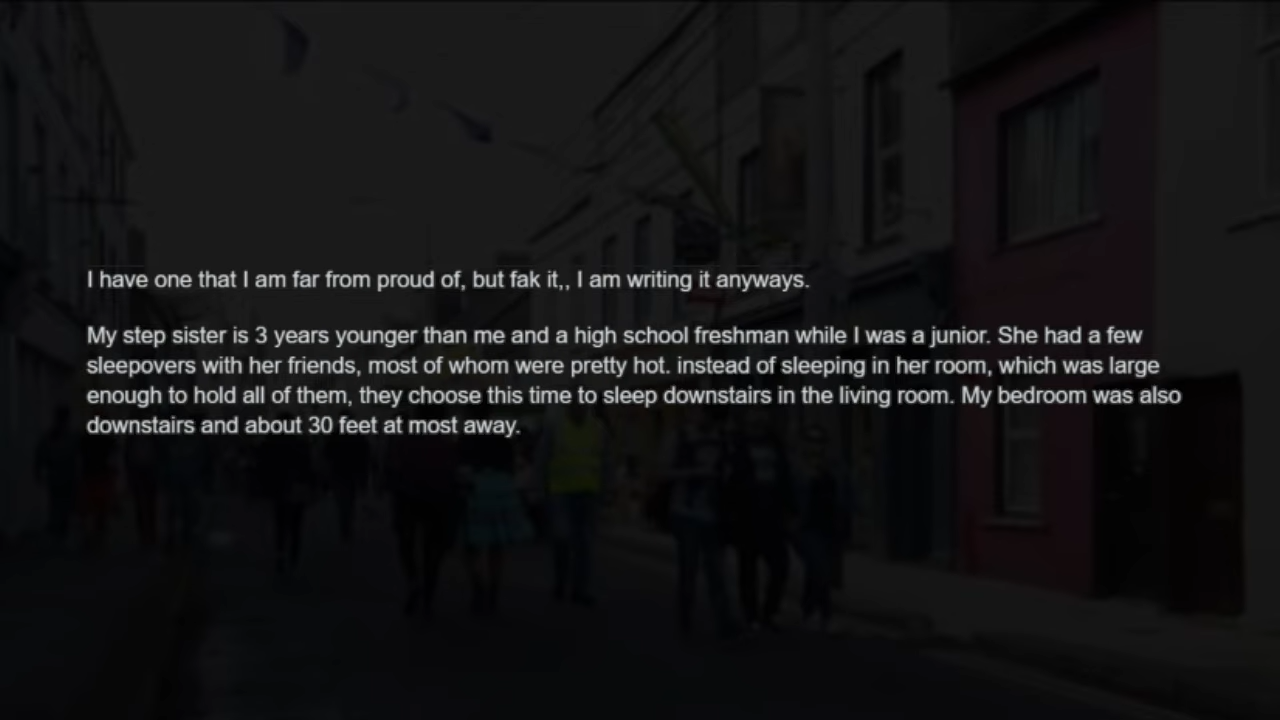 I have one that I am far from proud of, but fak it,, I am writing it anyways.
My step sister is 3 years younger than me and a high school freshman while I was a junior. She had a few
sleepovers with her friends, most of whom were pretty hot. instead of sleeping in her room, which was large
enough to hold all of them, they choose this time to sleep downstairs in the living room. My bedroom was also
downstairs and about 30 feet at most away.